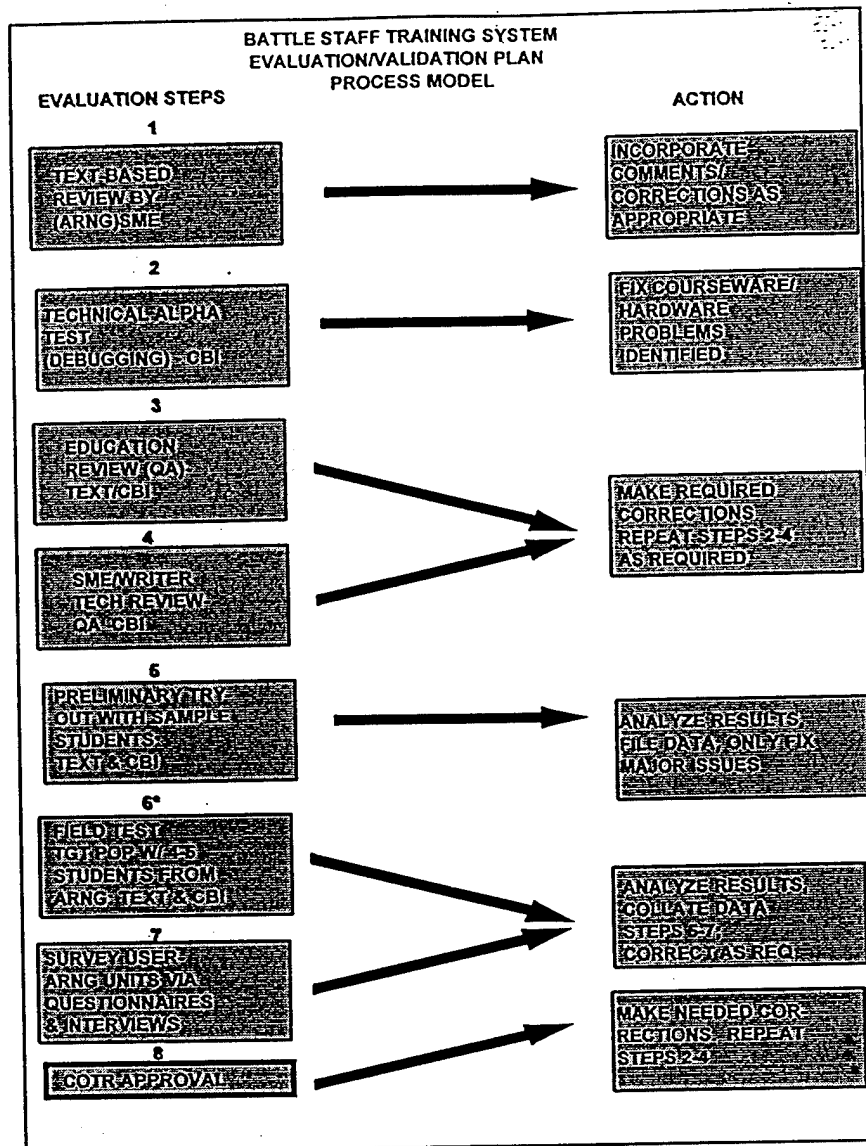 BATTLE STAFF TRAINING SYSTEM
EVALUATION/VALIDATION PLAN
PROCESS MODEL
EVALUATION STEPS
ACTION
1
TEXT-BASED
REVIEW BY
(ARNG)SME
INCORPORATE
COMMENTS/
CORRECTIONS AS
APPROPRIATE
2
TECHNICAL ALPHA
TEST
(DEBUGGING) - CBI
FIX COURSEWARE/
HARDWARE
PROBLEMS
IDENTIFIED
3
EDUCATION
REVIEW (QA)-
TEXT/CBI
4
SME/WRITER
TECH REVIEW-
QA CBI
MAKE REQUIRED
CORRECTIONS
REPEAT STEPS 2-4
AS REQUIRED
5
PRELIMINARY TRY
OUT WITH SAMPLE
STUDENTS:
TEXT & CBI
ANALYZE RESULTS,
FILE DATA; ONLY FIX
MAJOR ISSUES
6*
FIELD TEST
TGT POP W/ 4-5
STUDENTS FROM
ARNG: TEXT & CBI
7
SURVEY USER-
ARNG UNITS VIA
QUESTIONNAIRES
& INTERVIEWS
ANALYZE RESULTS,
COLLATE DATA
STEPS 6-7
CORRECT AS REQ
8
COTR APPROVAL
MAKE NEEDED COR-
RECTIONS. REPEAT
STEPS 2-4